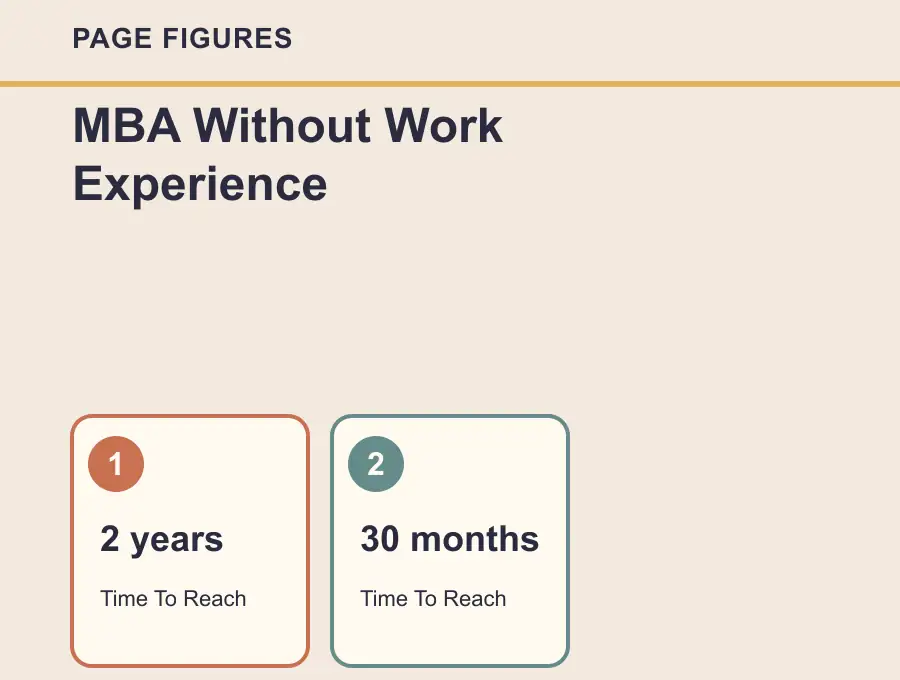 PAGE FIGURES
MBA Without Work
Experience
1
2 years
Time To Reach
2
30 months
Time To Reach